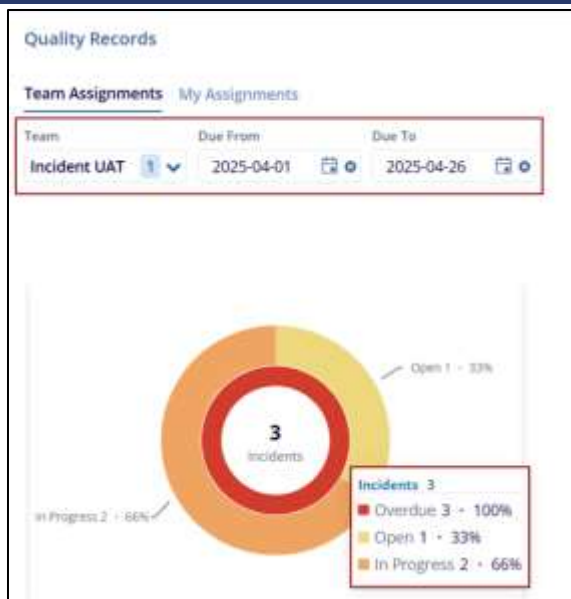 Quality Records
Team Assignments My Assignments
Team Due From Due To
Incident UAT 1 2025-04-01 2025-04-26
Open 1 • 33%
3
Incidents
In Progress 2 • 66%
Incidents 3
Overdue 3 • 100%
Open 1 • 33%
In Progress 2 • 66%